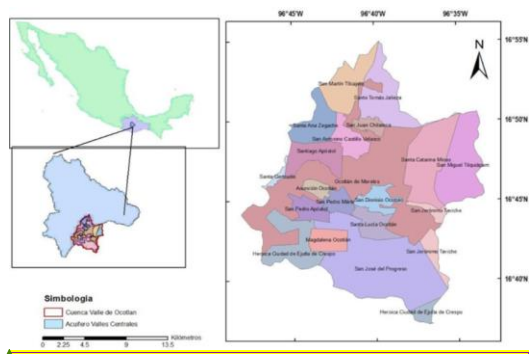 96°45'W 96°40'W 96°35'W
16°55'N
N
San Martín Tilcajete
Santo Tomás Jalieza
16°50'N
Santa Ana Zegache
San Juan Chilateca
San Antonino Castillo Velasco
Santiago Apóstol
Santa Catarina Minas
San Miguel Tilquiapam
Santa Gertrudis
Asunción Ocotlán
Ocotlán de Morelos
16°45'N
San Pedro Mártir
San Dionisio Ocotlán
San Pedro Apóstol
San Jerónimo Taviche
Santa Lucía Ocotlán
Magdalena Ocotlán
San Jerónimo Taviche
Heroica Ciudad de Ejutla de Crespo
San José del Progreso
16°40'N
Heroica Ciudad de Ejutla de Crespo
Simbología
Cuenca Valle de Ocotlán
Acuífero Valles Centrales
Kilómetros
0 2.25 4.5 9 13.5